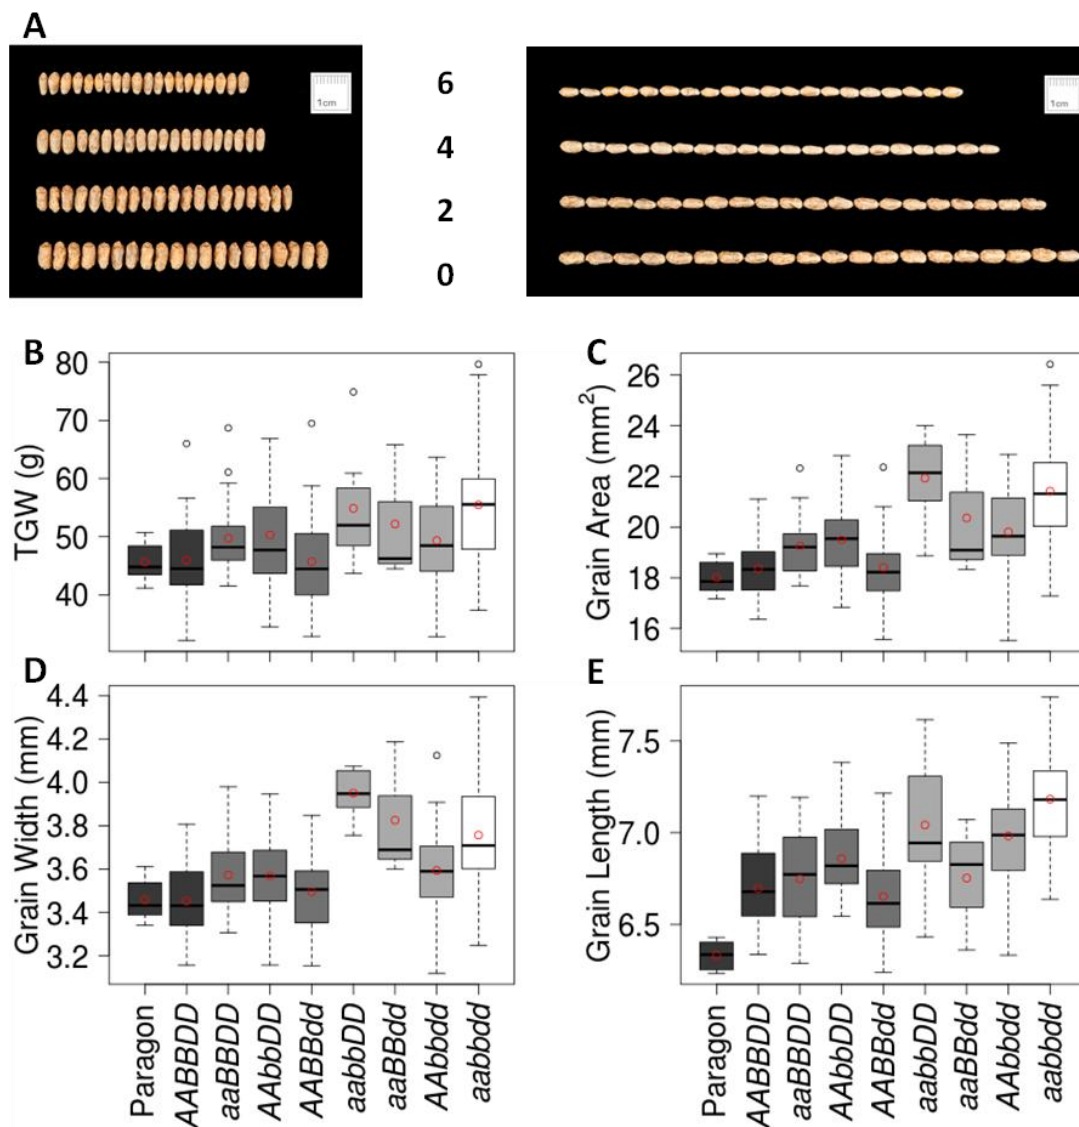 A
1cm
1cm
6
4
2
0
B
TGW (g)
80
70
60
50
40
C
Grain Area (mm²)
26
24
22
20
18
16
D
Grain Width (mm)
4.4
4.2
4.0
3.8
3.6
3.4
3.2
Paragon
AABBDD
aaBBDD
AAbbDD
AABBdd
aabbDD
aaBBdd
AAbbdd
aabbdd
E
Grain Length (mm)
7.5
7.0
6.5
Paragon
AABBDD
aaBBDD
AAbbDD
AABBdd
aabbDD
aaBBdd
AAbbdd
aabbdd